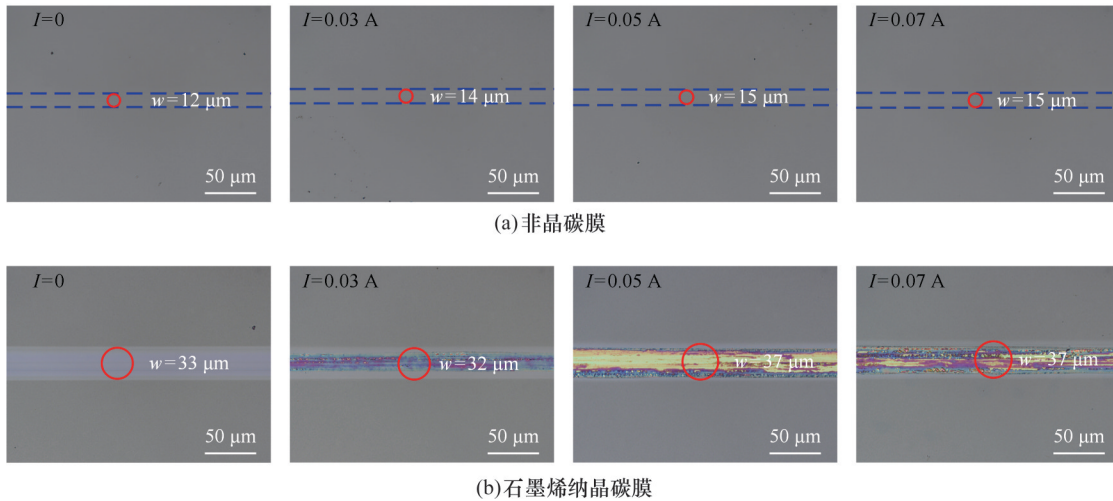 I=0
I=0.03 A
I=0.05 A
I=0.07 A
w=12 μm
w=14 μm
w=15 μm
w=15 μm
50 μm
50 μm
50 μm
50 μm
(a)非晶碳膜
I=0
I=0.03 A
I=0.05 A
I=0.07 A
w=33 μm
w=32 μm
w=37 μm
w=37 μm
50 μm
50 μm
50 μm
50 μm
(b)石墨烯纳晶碳膜